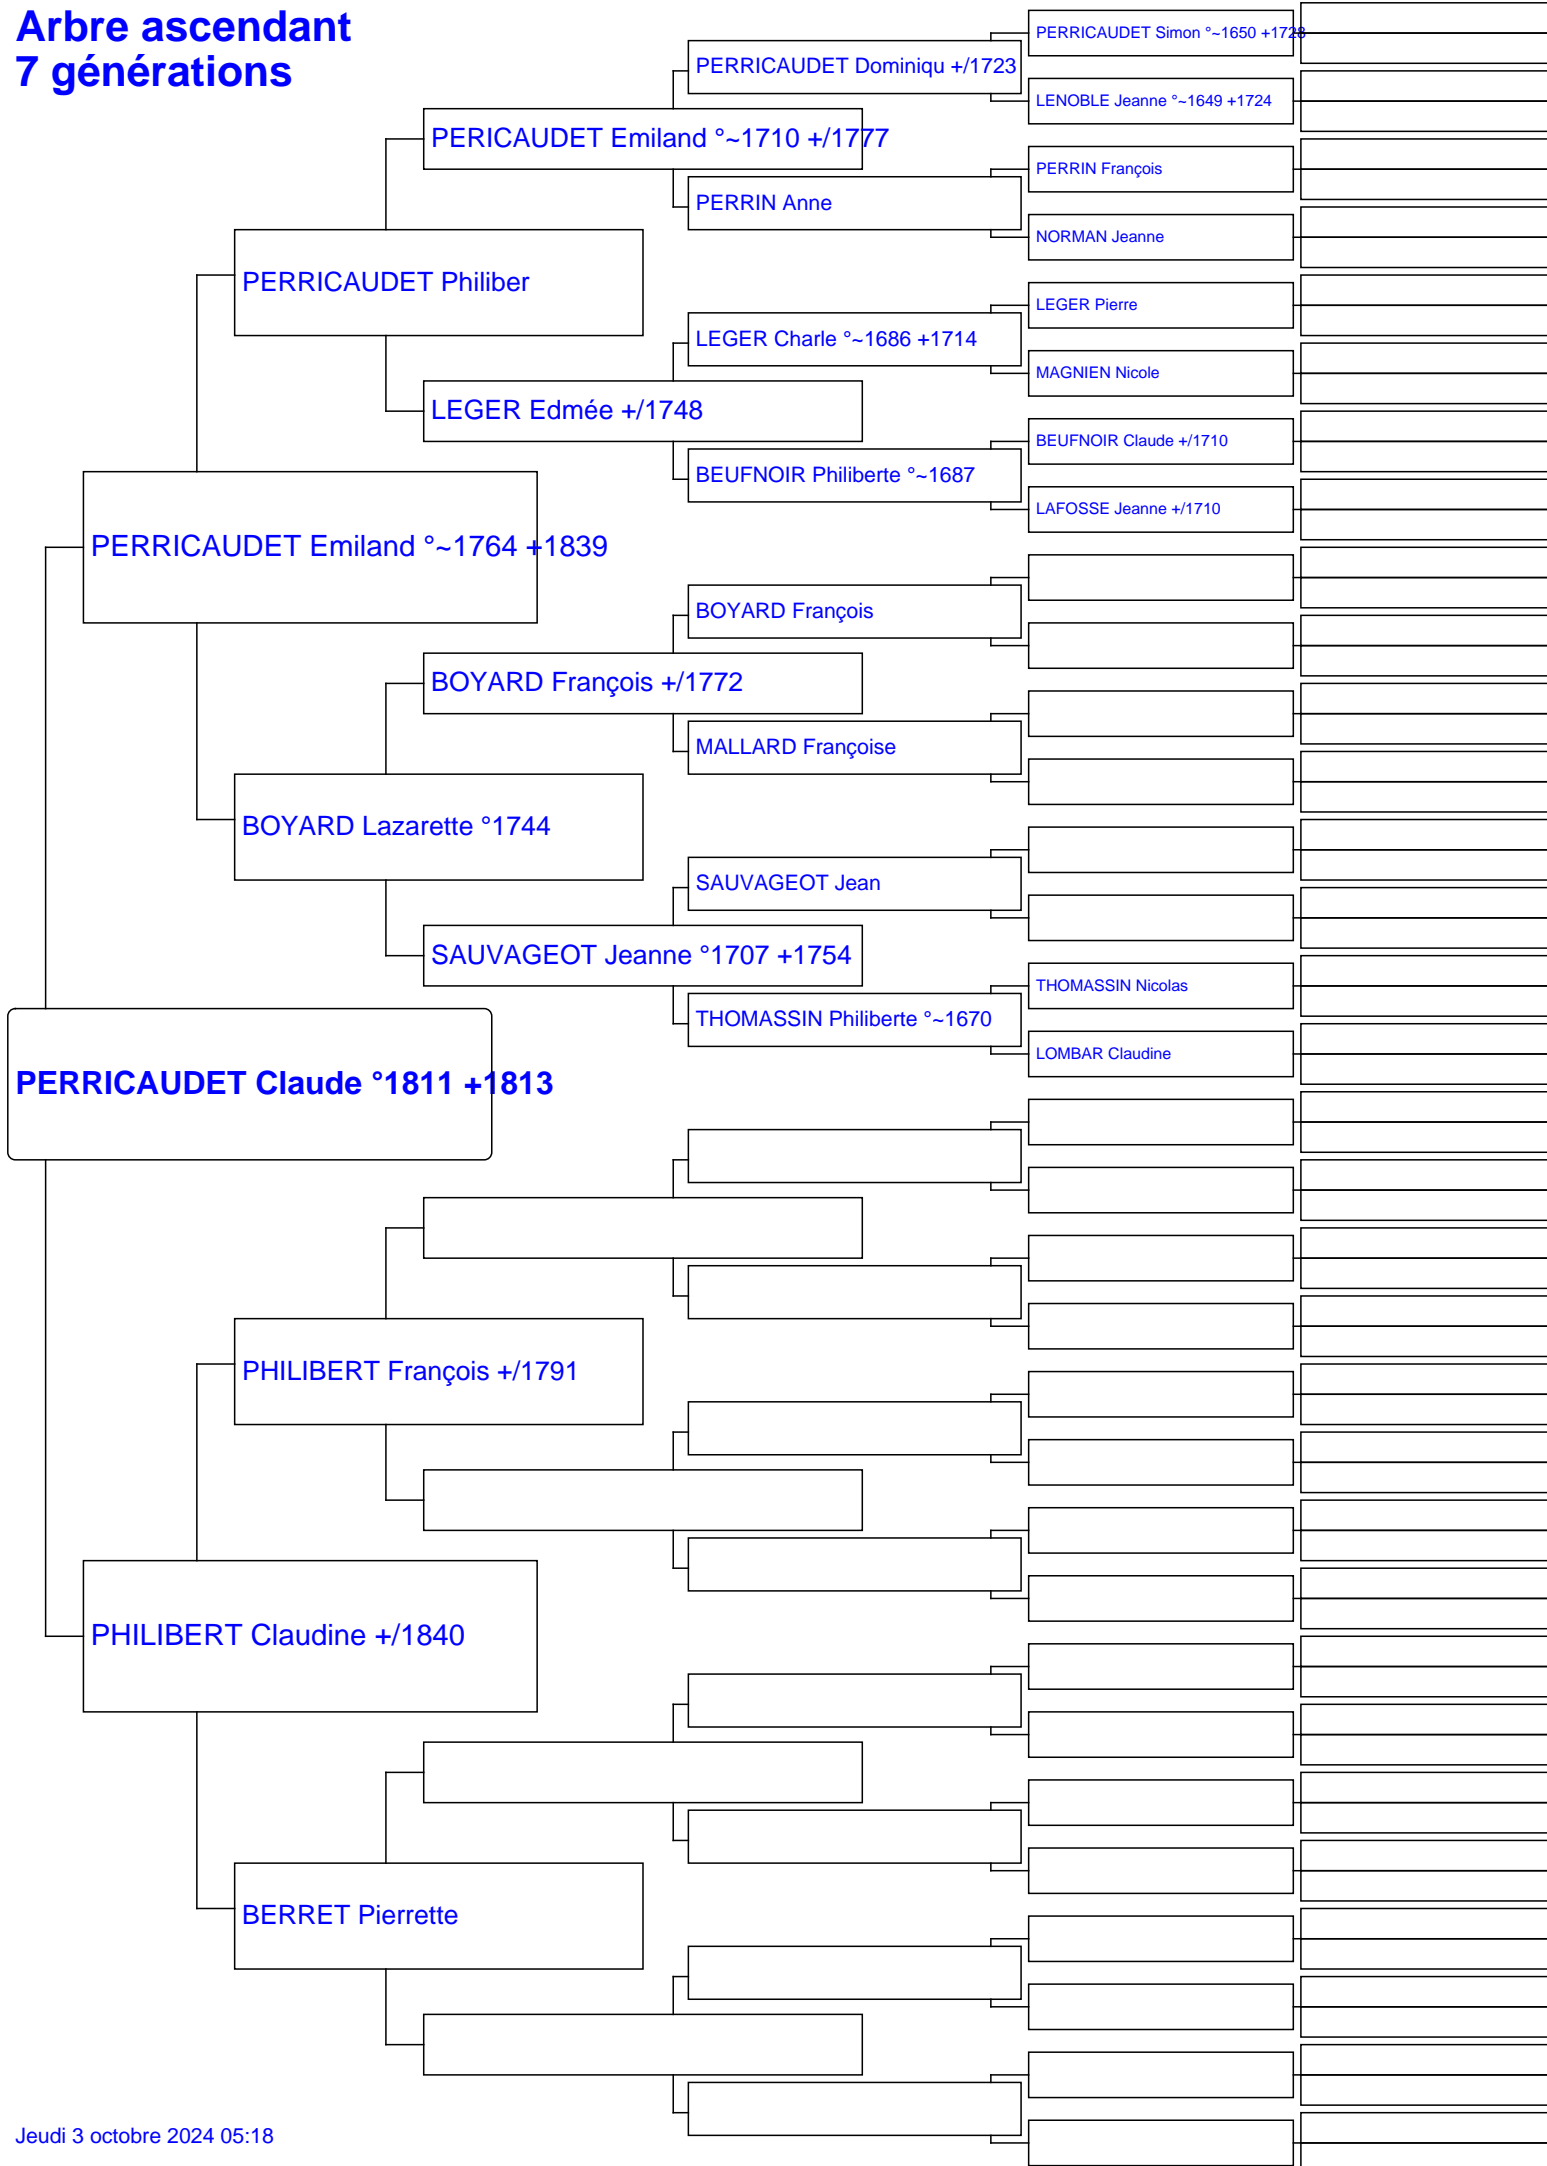 Arbre ascendant
7 générations
PERRICAUDET Simon °~1650 +1728
PERRICAUDET Dominiqu +/1723
LENOBLE Jeanne °~1649 +1724
PERICAUDET Emiland °~1710 +/1777
PERRIN François
PERRIN Anne
NORMAN Jeanne
PERRICAUDET Philiber
LEGER Pierre
LEGER Charle °~1686 +1714
MAGNIEN Nicole
LEGER Edmée +/1748
BEUFNOIR Claude +/1710
BEUFNOIR Philiberte °~1687
LAFOSSE Jeanne +/1710
PERRICAUDET Emiland °~1764 +1839
BOYARD François
BOYARD François +/1772
MALLARD Françoise
BOYARD Lazarette °1744
SAUVAGEOT Jean
SAUVAGEOT Jeanne °1707 +1754
THOMASSIN Nicolas
THOMASSIN Philiberte °~1670
LOMBAR Claudine
PERRICAUDET Claude °1811 +1813
PHILIBERT François +/1791
PHILIBERT Claudine +/1840
BERRET Pierrette
Jeudi 3 octobre 2024 05:18